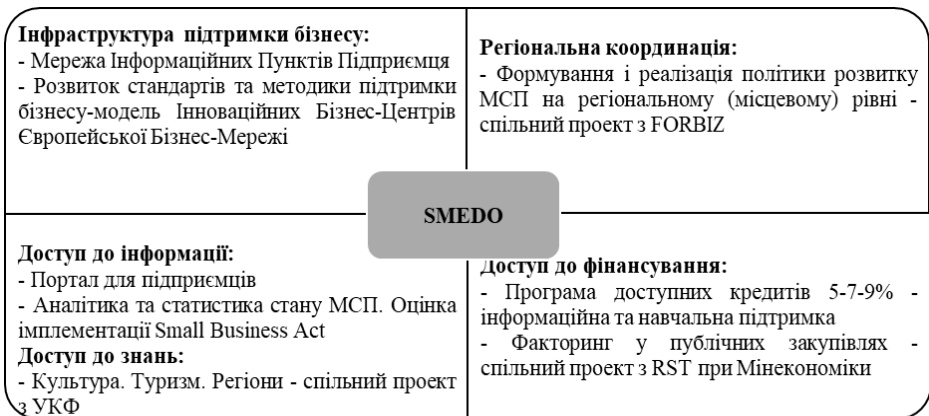 Інфраструктура підтримки бізнесу:
- Мережа Інформаційних Пунктів Підприємця
- Розвиток стандартів та методики підтримки
бізнесу-модель Інноваційних Бізнес-Центрів
Європейської Бізнес-Мережі
Регіональна координація:
- Формування і реалізація політики розвитку
МСП на регіональному (місцевому) рівні -
спільний проект з FORBIZ
SMEDO
Доступ до інформації:
- Портал для підприємців
- Аналітика та статистика стану МСП. Оцінка
імплементації Small Business Act
Доступ до знань:
- Культура. Туризм. Регіони - спільний проект
з УКФ
Доступ до фінансування:
- Програма доступних кредитів 5-7-9% -
інформаційна та навчальна підтримка
- Факторинг у публічних закупівлях -
спільний проект з RST при Мінекономіки